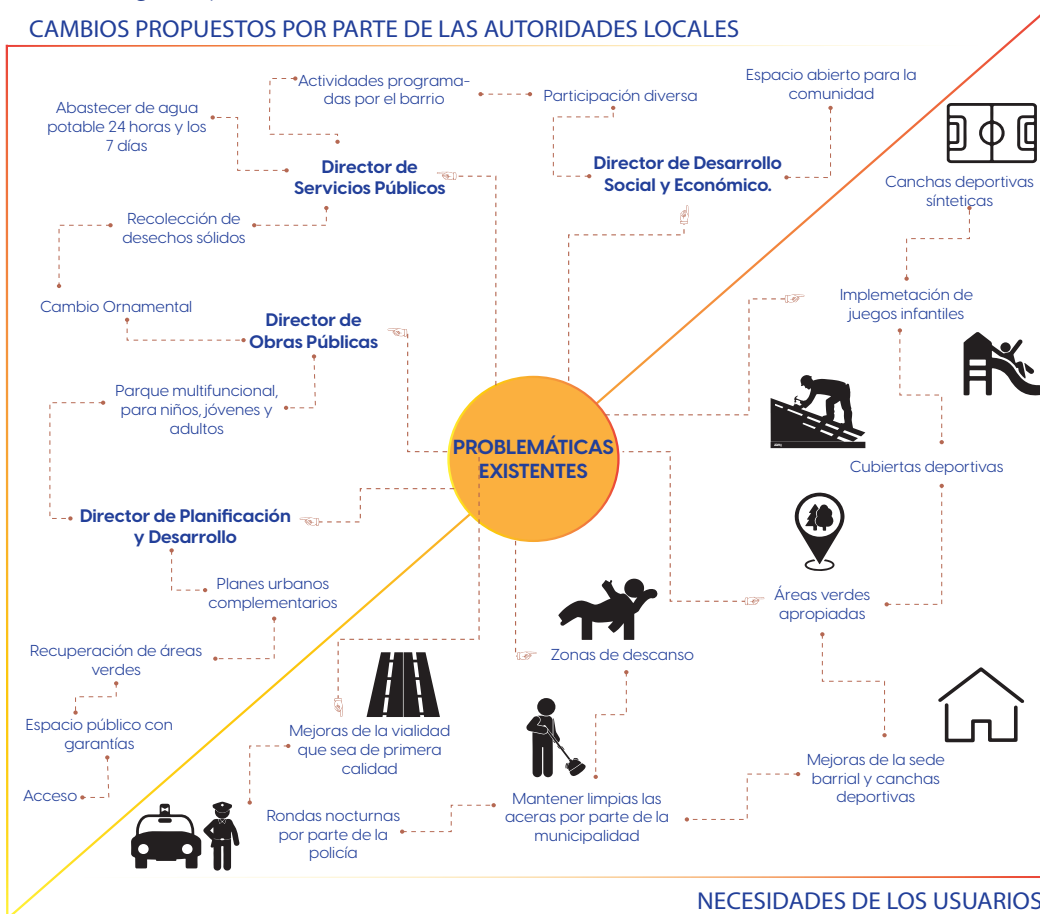 CAMBIOS PROPUESTOS POR PARTE DE LAS AUTORIDADES LOCALES
Actividades programa-
das por el barrio
Participación diversa
Espacio abierto para la
comunidad
Abastecer de agua
potable 24 horas y los
7 días
Director de
Servicios Públicos
Director de Desarrollo
Social y Económico.
Canchas deportivas
sínteticas
Recolección de
desechos sólidos
Cambio Ornamental
Director de
Obras Públicas
Implemetación de
juegos infantiles
Parque multifuncional,
para niños, jóvenes y
adultos
PROBLEMÁTICAS
EXISTENTES
Cubiertas deportivas
Director de Planificación
y Desarrollo
Planes urbanos
complementarios
Áreas verdes
apropiadas
Recuperación de áreas
verdes
Zonas de descanso
Espacio público con
garantías
Mejoras de la vialidad
que sea de primera
calidad
Mejoras de la sede
barrial y canchas
deportivas
Acceso
Rondas nocturnas
por parte de la
policía
Mantener limpias las
aceras por parte de la
municipalidad
NECESIDADES DE LOS USUARIOS